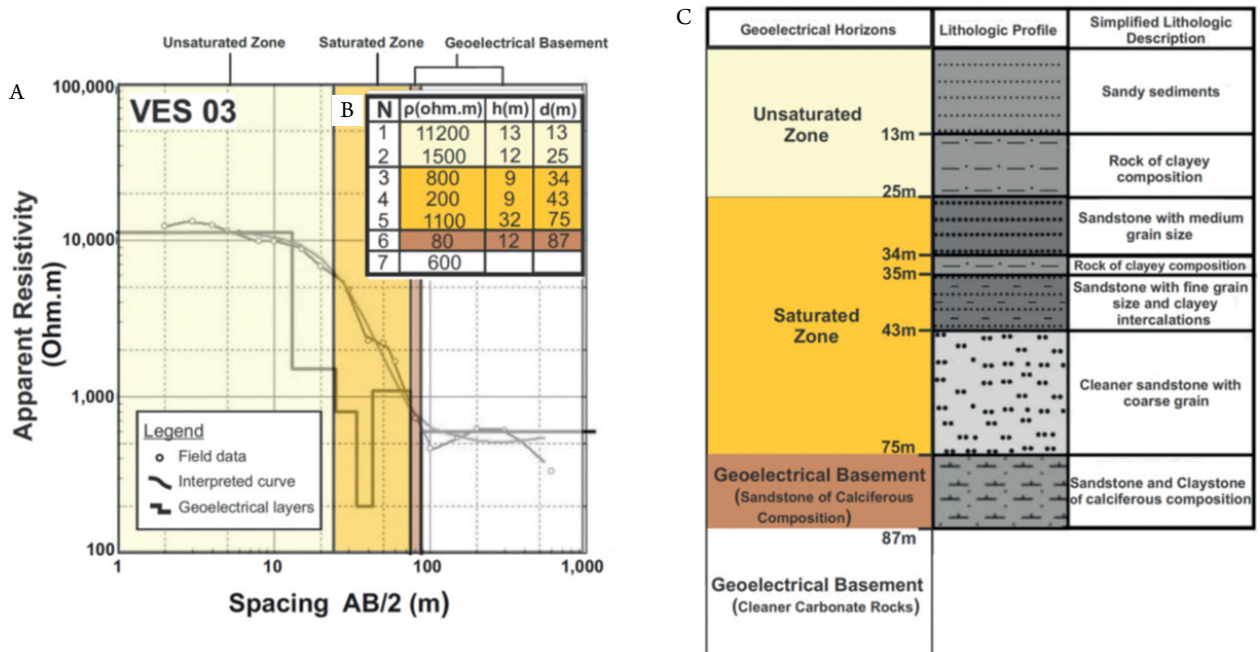 A
Unsaturated Zone Saturated Zone Geoelectrical Basement
100,000
10,000
1,000
100
Apparent Resistivity
(Ohm.m)
VES 03
B
N ρ(ohm.m) h(m) d(m)
1 11200 13 13
2 1500 12 25
3 800 9 34
4 200 9 43
5 1100 32 75
6 80 12 87
7 600
Legend
Field data
Interpreted curve
Geoelectrical layers
1 10 100 1,000
Spacing AB/2 (m)
C
Geoelectrical Horizons
Lithologic Profile
Simplified Lithologic
Description
Unsaturated
Zone
13m
25m
Sandy sediments
Rock of clayey
composition
Saturated
Zone
34m
35m
43m
75m
Sandstone with medium
grain size
Rock of clayey composition
Sandstone with fine grain
size and clayey
intercalations
Cleaner sandstone with
coarse grain
Geoelectrical Basement
(Sandstone of Calciferous
Composition)
87m
Sandstone and Claystone
of calciferous composition
Geoelectrical Basement
(Cleaner Carbonate Rocks)